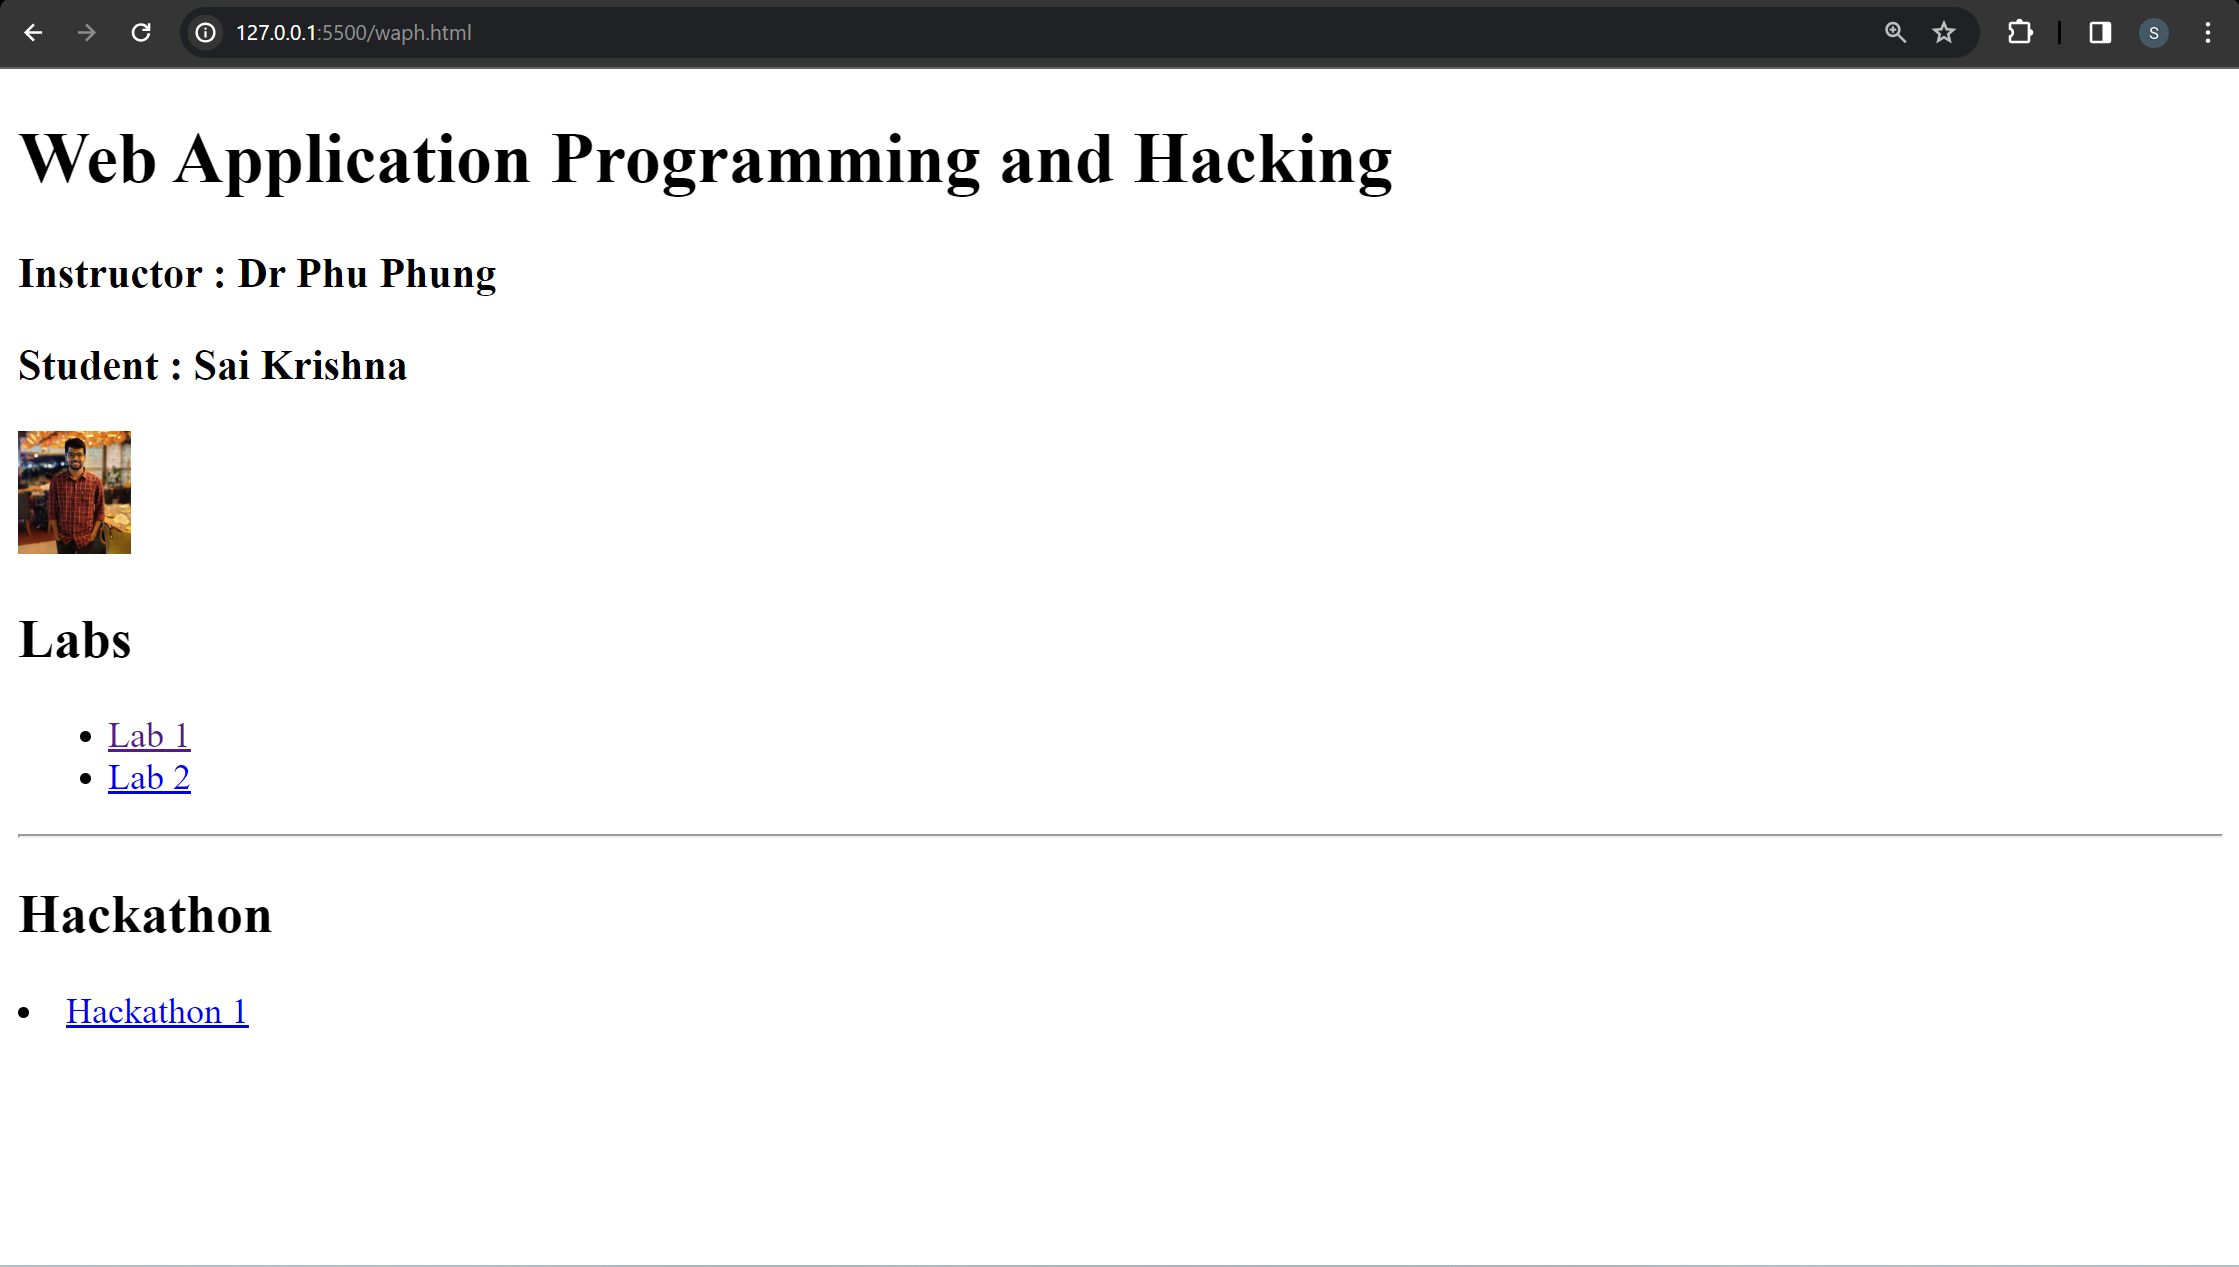 127.0.0.1:5500/waph.html
S
Web Application Programming and Hacking
Instructor : Dr Phu Phung
Student : Sai Krishna
Labs
Lab 1
Lab 2
Hackathon
Hackathon 1